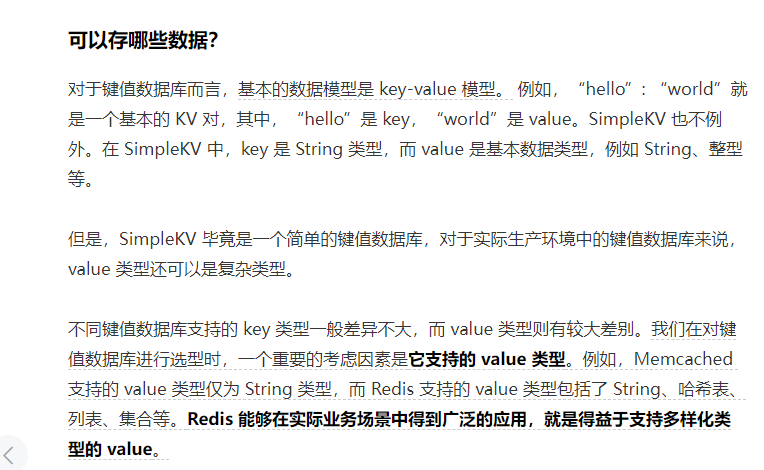 可以存哪些数据？
对于键值数据库而言，基本的数据模型是 key-value 模型。 例如，“hello”：“world”就
是一个基本的 KV 对，其中，“hello”是 key，“world”是 value。SimpleKV 也不例
外。在 SimpleKV 中，key 是 String 类型，而 value 是基本数据类型，例如 String、整型
等。
但是，SimpleKV 毕竟是一个简单的键值数据库，对于实际生产环境中的键值数据库来说，
value 类型还可以是复杂类型。
不同键值数据库支持的 key 类型一般差异不大，而 value 类型则有较大差别。我们在对键
值数据库进行选型时，一个重要的考虑因素是它支持的 value 类型。例如，Memcached
支持的 value 类型仅为 String 类型，而 Redis 支持的 value 类型包括了 String、哈希表、
列表、集合等。Redis 能够在实际业务场景中得到广泛的应用，就是得益于支持多样化类
型的 value。